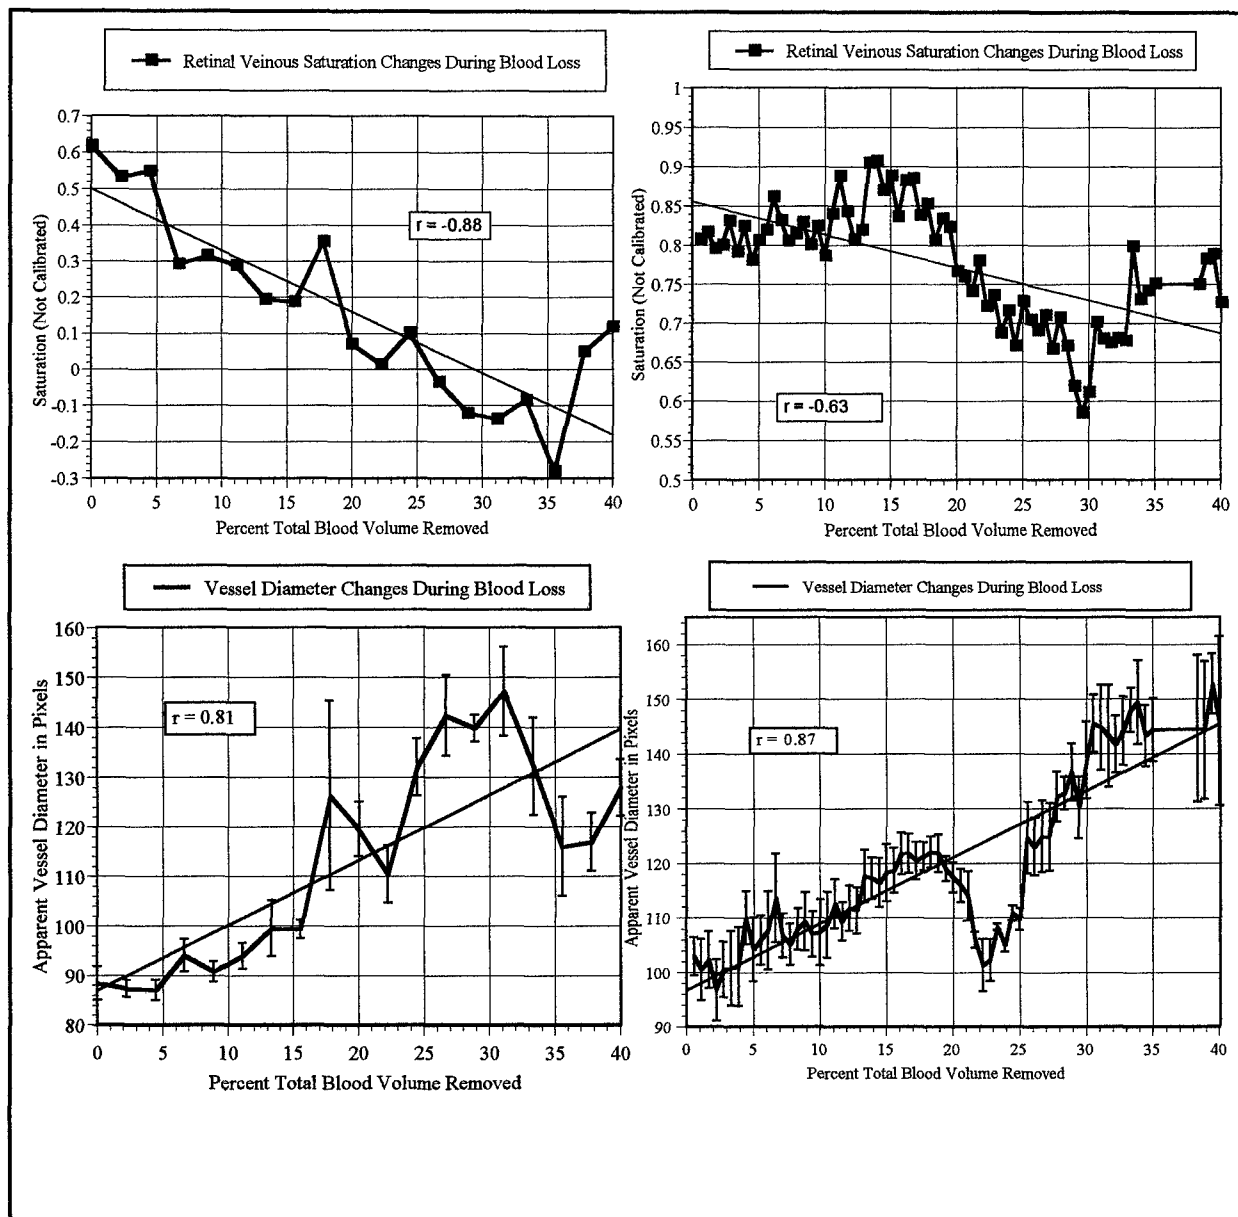 Retinal Veinous Saturation Changes During Blood Loss
0.7
0.6
0.5
0.4
0.3
0.2
0.1
0
-0.1
-0.2
-0.3
Saturation (Not Calibrated)
r = -0.88
0 5 10 15 20 25 30 35 40
Percent Total Blood Volume Removed
Retinal Veinous Saturation Changes During Blood Loss
1
0.95
0.9
0.85
0.8
0.75
0.7
0.65
0.6
0.55
0.5
Saturation (Not Calibrated)
r = -0.63
0 5 10 15 20 25 30 35 40
Percent Total Blood Volume Removed
Vessel Diameter Changes During Blood Loss
160
150
140
130
120
110
100
90
80
Apparent Vessel Diameter in Pixels
r = 0.81
0 5 10 15 20 25 30 35 40
Percent Total Blood Volume Removed
Vessel Diameter Changes During Blood Loss
160
150
140
130
120
110
100
90
Apparent Vessel Diameter in Pixels
r = 0.87
0 5 10 15 20 25 30 35 40
Percent Total Blood Volume Removed